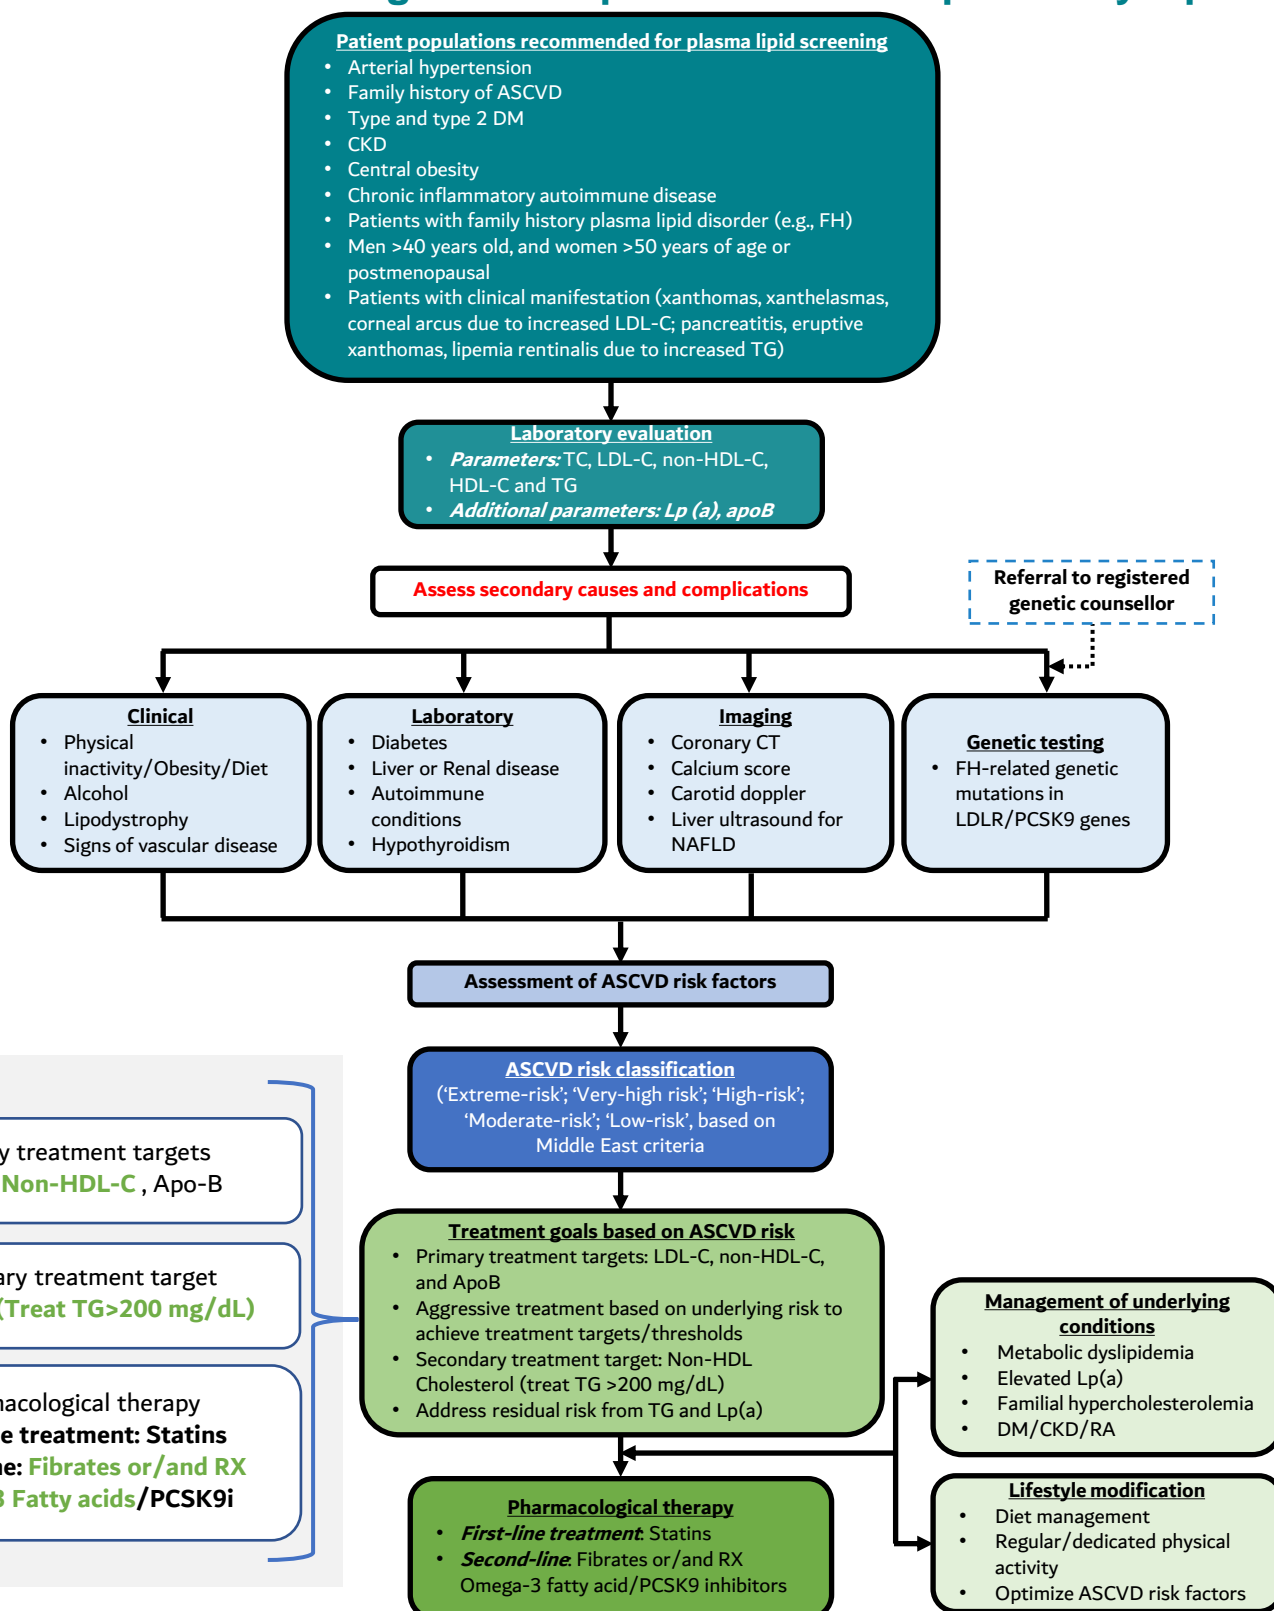 Patient populations recommended for plasma lipid screening
• Arterial hypertension
• Family history of ASCVD
• Type and type 2 DM
• CKD
• Central obesity
• Chronic inflammatory autoimmune disease
• Patients with family history plasma lipid disorder (e.g., FH)
• Men >40 years old, and women >50 years of age or
postmenopausal
• Patients with clinical manifestation (xanthomas, xanthelasmas,
corneal arcus due to increased LDL-C; pancreatitis, eruptive
xanthomas, lipemia rentinalis due to increased TG)
Laboratory evaluation
• Parameters: TC, LDL-C, non-HDL-C,
HDL-C and TG
• Additional parameters: Lp (a), apoB
Assess secondary causes and complications
Referral to registered
genetic counsellor
Clinical
• Physical
inactivity/Obesity/Diet
• Alcohol
• Lipodystrophy
• Signs of vascular disease
Laboratory
• Diabetes
• Liver or Renal disease
• Autoimmune
conditions
• Hypothyroidism
Imaging
• Coronary CT
• Calcium score
• Carotid doppler
• Liver ultrasound for
NAFLD
Genetic testing
• FH-related genetic
mutations in
LDLR/PCSK9 genes
Assessment of ASCVD risk factors
ASCVD risk classification
(‘Extreme-risk’; ‘Very-high risk’; ‘High-risk’;
‘Moderate-risk’; ‘Low-risk’, based on
Middle East criteria
y treatment targets
Non-HDL-C , Apo-B
ary treatment target
(Treat TG>200 mg/dL)
macological therapy
e treatment: Statins
ne: Fibrates or/and RX
3 Fatty acids/PCSK9i
Treatment goals based on ASCVD risk
• Primary treatment targets: LDL-C, non-HDL-C,
and ApoB
• Aggressive treatment based on underlying risk to
achieve treatment targets/thresholds
• Secondary treatment target: Non-HDL
Cholesterol (treat TG >200 mg/dL)
• Address residual risk from TG and Lp(a)
Management of underlying
conditions
• Metabolic dyslipidemia
• Elevated Lp(a)
• Familial hypercholesterolemia
• DM/CKD/RA
Pharmacological therapy
• First-line treatment: Statins
• Second-line: Fibrates or/and RX
Omega-3 fatty acid/PCSK9 inhibitors
Lifestyle modification
• Diet management
• Regular/dedicated physical
activity
• Optimize ASCVD risk factors